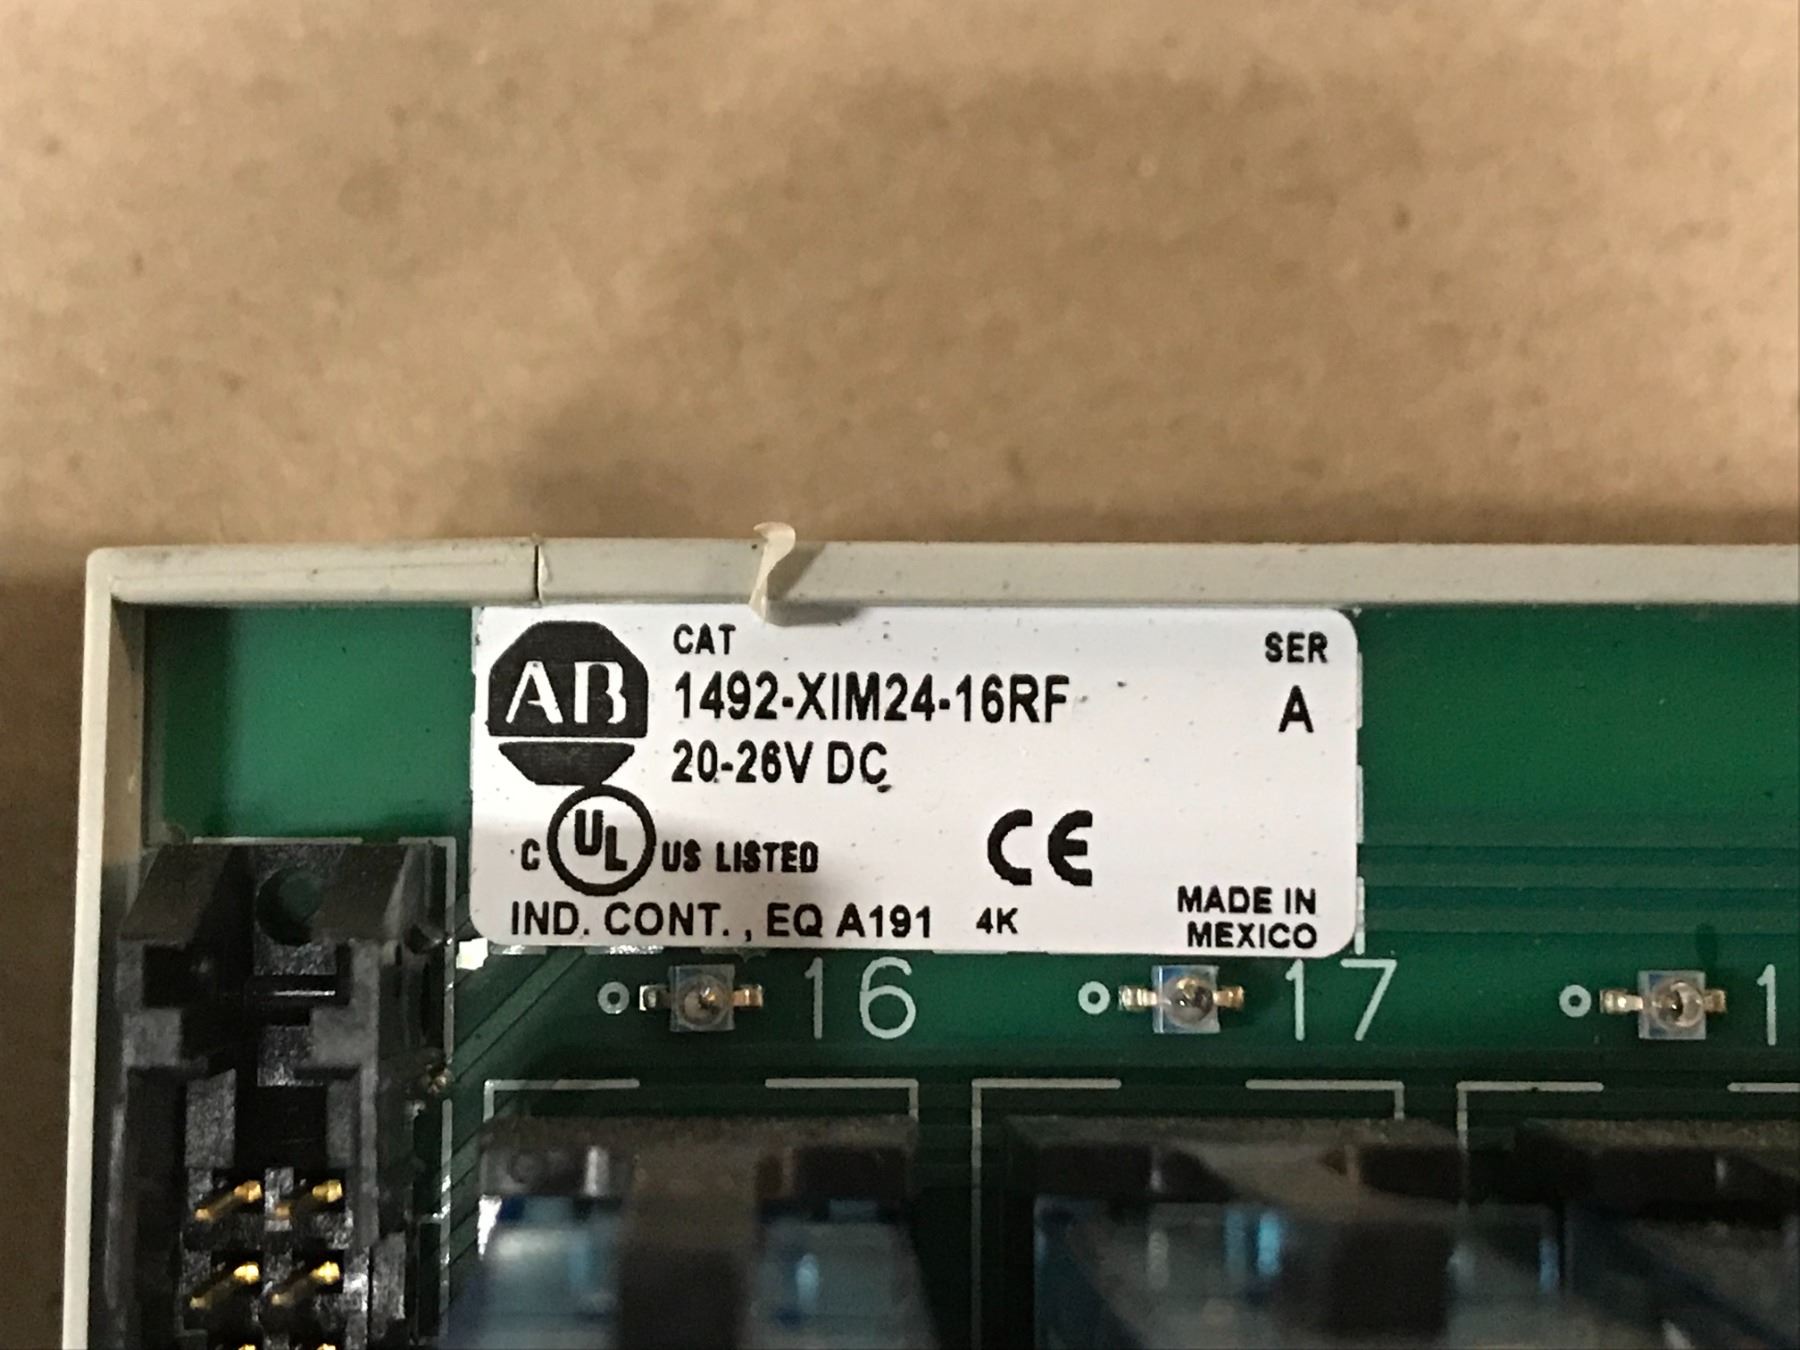 AB
CAT
1492-XIM24-16RF
20-26V DC
SER
A
C UL US LISTED
CE
IND. CONT. , EQ A191 4K
MADE IN
MEXICO
16
17
1